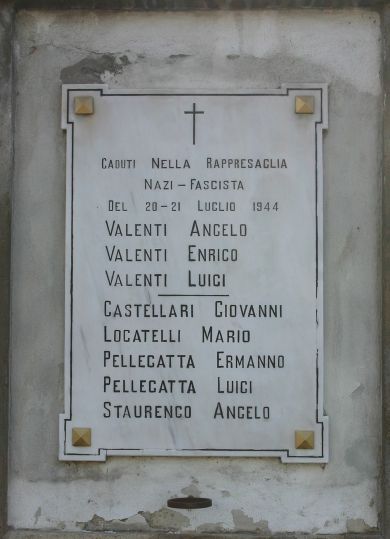 Caduti nella Rappresaglia
Nazi-Fascista
del 20-21 Luglio 1944
Valenti Angelo
Valenti Enrico
Valenti Luigi
Castellari Giovanni
Locatelli Mario
Pellegatta Ermanno
Pellegatta Luigi
Staurengo Angelo